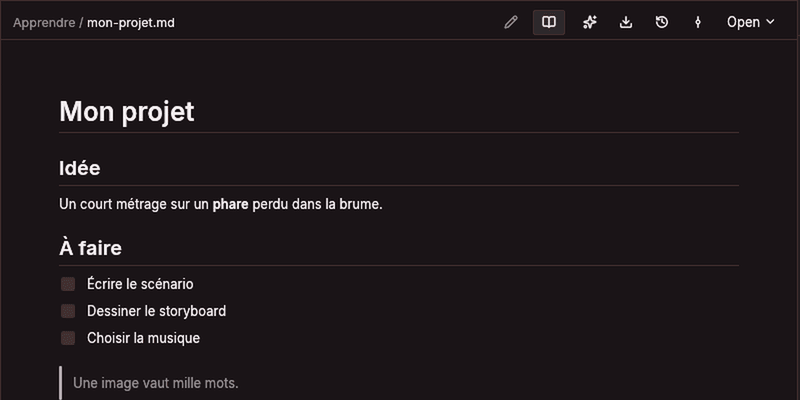 Apprendre / mon-projet.md
Open
Mon projet
Idée
Un court métrage sur un phare perdu dans la brume.
À faire
Écrire le scénario
Dessiner le storyboard
Choisir la musique
Une image vaut mille mots.